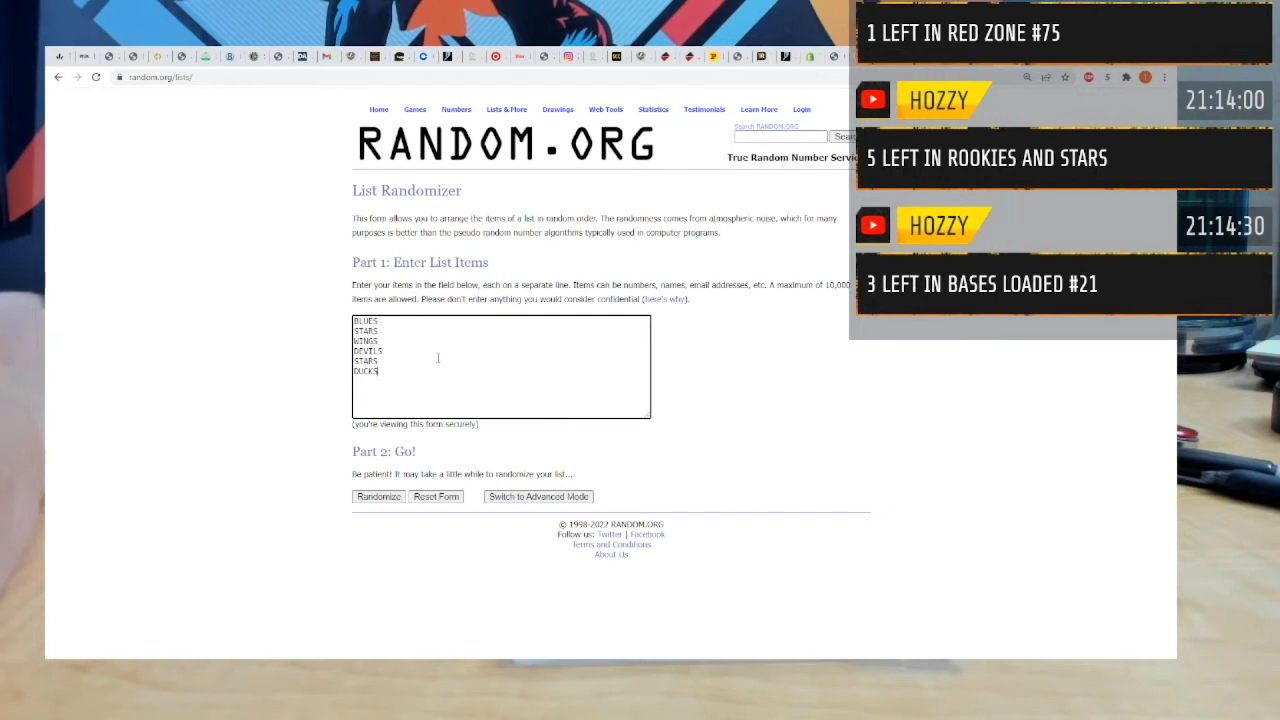 random.org/lists/
Home Games Numbers Lists & More Drawings Web Tools Statistics Testimonials Learn More Login
RANDOM.ORG
Search RANDOM.ORG
True Random Number
List Randomizer
This form allows you to arrange the items of a list in random order. The randomness comes from atmospheric noise, which for many
purposes is better than the pseudo random number algorithms typically used in computer programs.
Part 1: Enter List Items
Enter your items in the field below, each on a separate line. Items can be numbers, names, email addresses, etc. A maximum of 10,000
items are allowed. Please don't enter anything you would consider confidential (here's why).
BLUES
STARS
WINGS
DEVILS
STARS
DUCKS
(you're viewing this form securely)
Part 2: Go!
Be patient! It may take a little while to randomize your list...
Randomize Reset Form Switch to Advanced Mode
© 1998-2022 RANDOM.ORG
Follow us: Twitter | Facebook
Terms and Conditions
About Us
1 LEFT IN RED ZONE #75
HOZZY 21:14:00
5 LEFT IN ROOKIES AND STARS
HOZZY 21:14:30
3 LEFT IN BASES LOADED #21